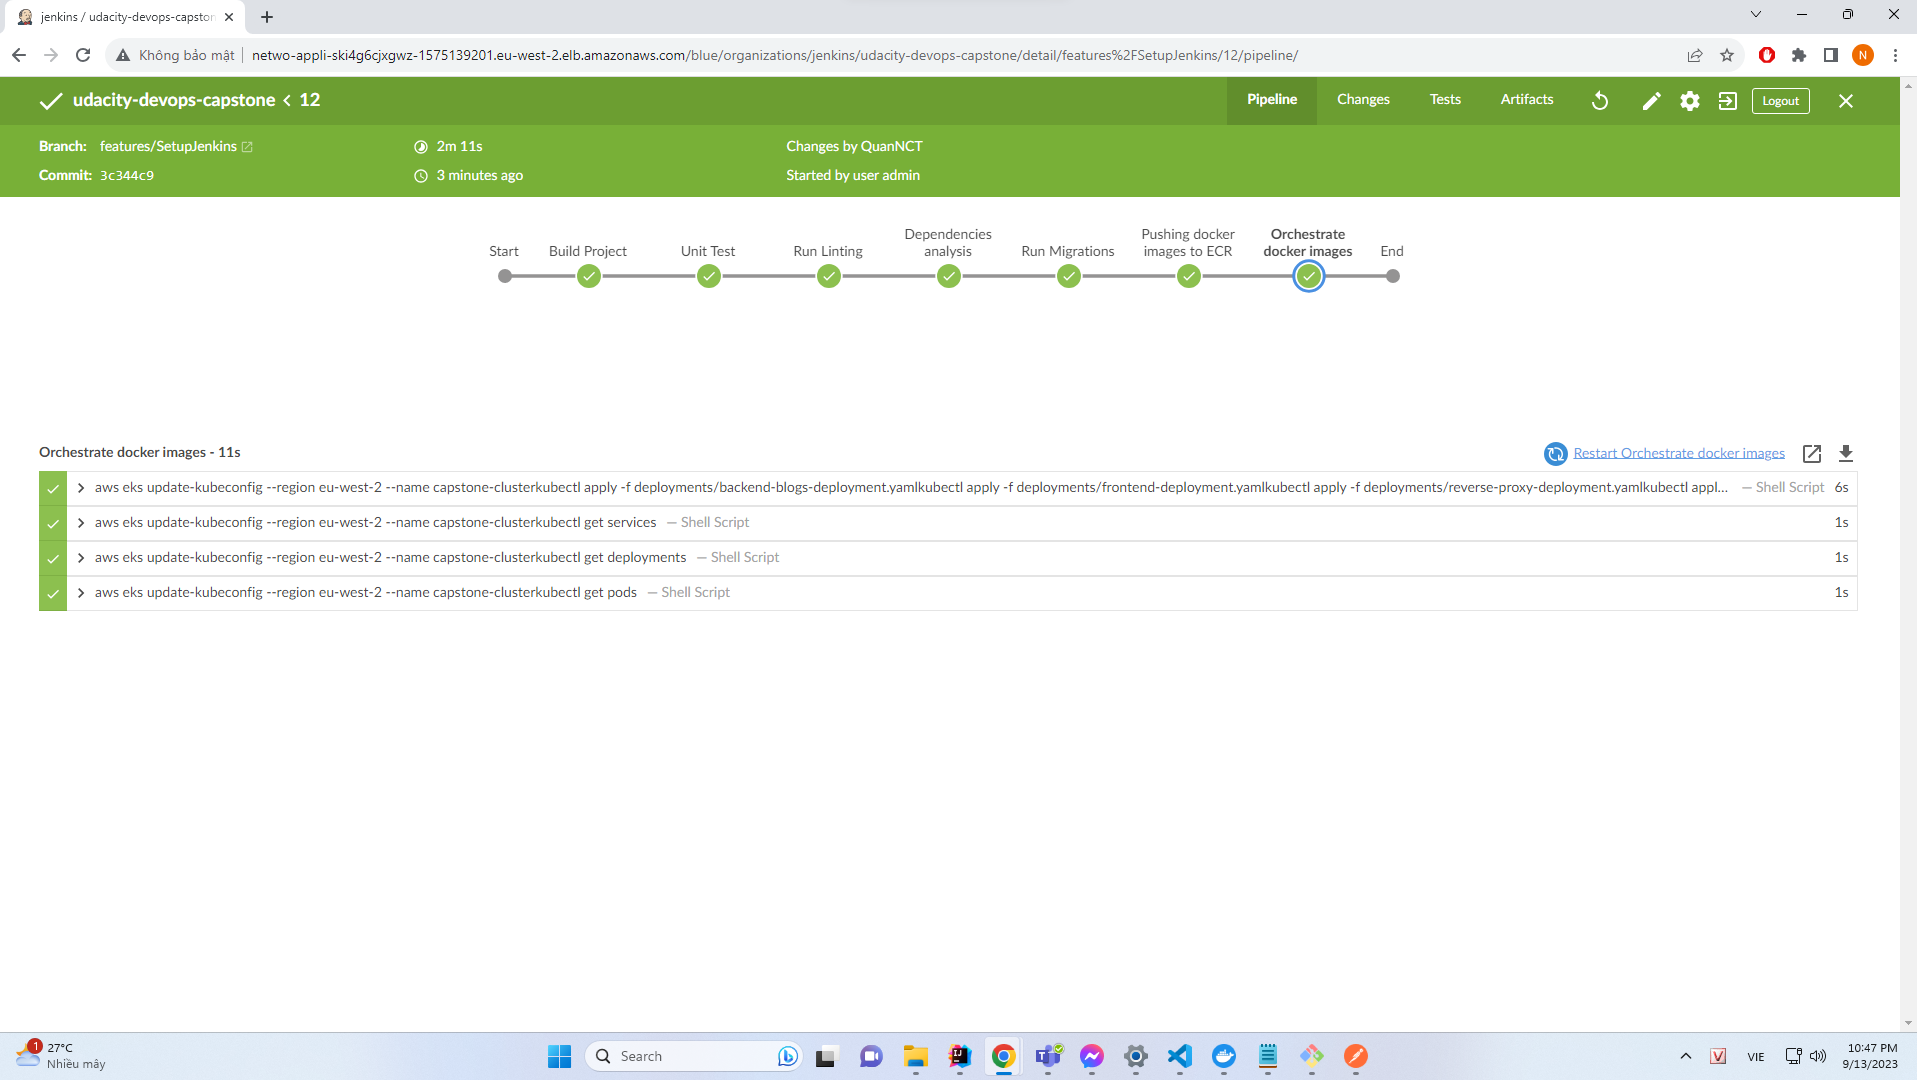 jenkins / udacity-devops-capston
Không bảo mật
netwo-appli-ski4g6cjxgwz-1575139201.eu-west-2.elb.amazonaws.com/blue/organizations/jenkins/udacity-devops-capstone/detail/features%2FSetupJenkins/12/pipeline/
N
udacity-devops-capstone < 12
Pipeline
Changes
Tests
Artifacts
Logout
Branch: features/SetupJenkins
2m 11s
Changes by QuanNCT
Commit: 3c344c9
3 minutes ago
Started by user admin
Start
Build Project
Unit Test
Run Linting
Dependencies
analysis
Run Migrations
Pushing docker
images to ECR
Orchestrate
docker images
End
Orchestrate docker images - 11s
Restart Orchestrate docker images
aws eks update-kubeconfig --region eu-west-2 --name capstone-clusterkubectl apply -f deployments/backend-blogs-deployment.yamlkubectl apply -f deployments/frontend-deployment.yamlkubectl apply -f deployments/reverse-proxy-deployment.yamlkubectl appl... — Shell Script 6s
aws eks update-kubeconfig --region eu-west-2 --name capstone-clusterkubectl get services — Shell Script 1s
aws eks update-kubeconfig --region eu-west-2 --name capstone-clusterkubectl get deployments — Shell Script 1s
aws eks update-kubeconfig --region eu-west-2 --name capstone-clusterkubectl get pods — Shell Script 1s
1
27°C
Nhiều mây
Search
VIE
10:47 PM
9/13/2023